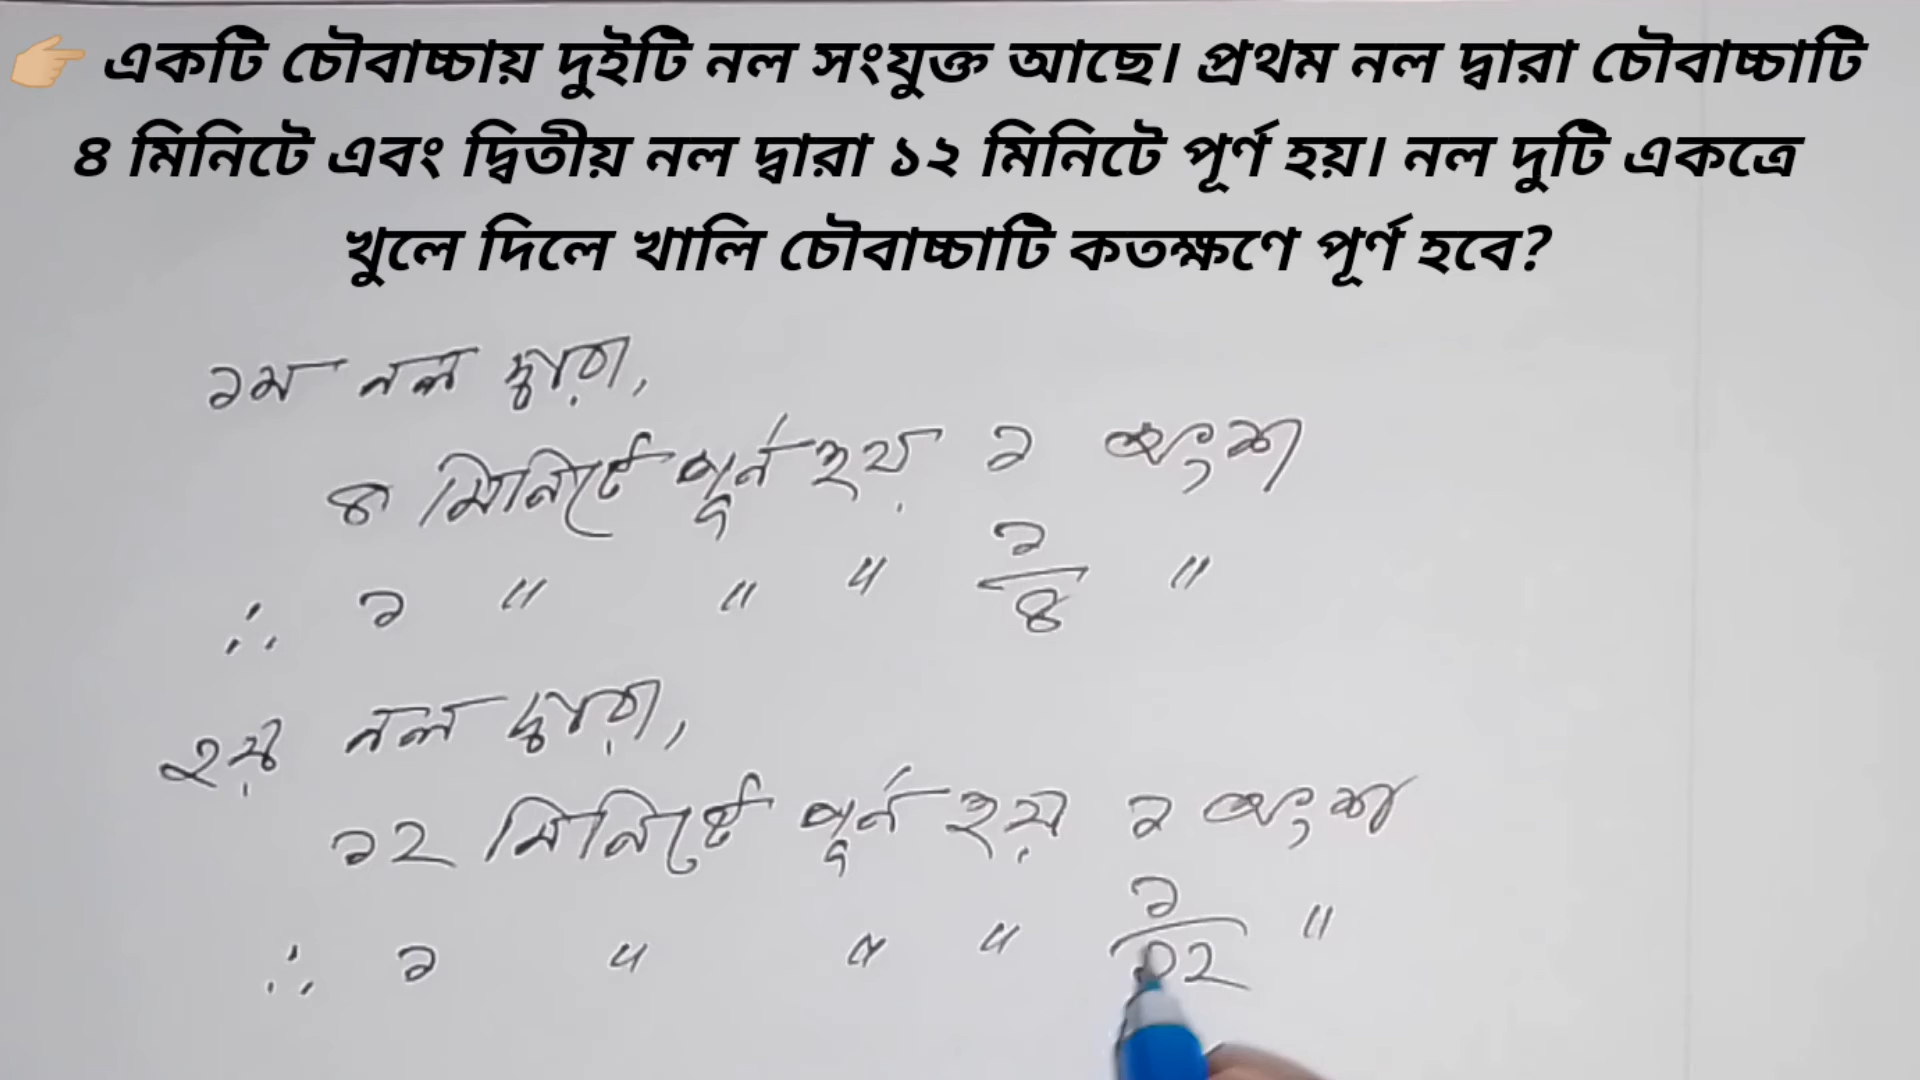 👉 একটি চৌবাচ্চায় দুইটি নল সংযুক্ত আছে। প্রথম নল দ্বারা চৌবাচ্চাটি
৪ মিনিটে এবং দ্বিতীয় নল দ্বারা ১২ মিনিটে পূর্ণ হয়। নল দুটি একত্রে
খুলে দিলে খালি চৌবাচ্চাটি কতক্ষণে পূর্ণ হবে?
১ম নল দ্বারা,
৪ মিনিটে পূর্ণ হয় ১ অংশ
∴ ১ " " " ১/৪ "
২য় নল দ্বারা,
১২ মিনিটে পূর্ণ হয় ১ অংশ
∴ ১ " " " ১/১২ "